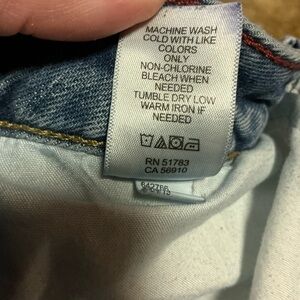 MACHINE WASH
COLD WITH LIKE
COLORS
ONLY
NON-CHLORINE
BLEACH WHEN
NEEDED
TUMBLE DRY LOW
WARM IRON IF
NEEDED
RN 51783
CA 56910